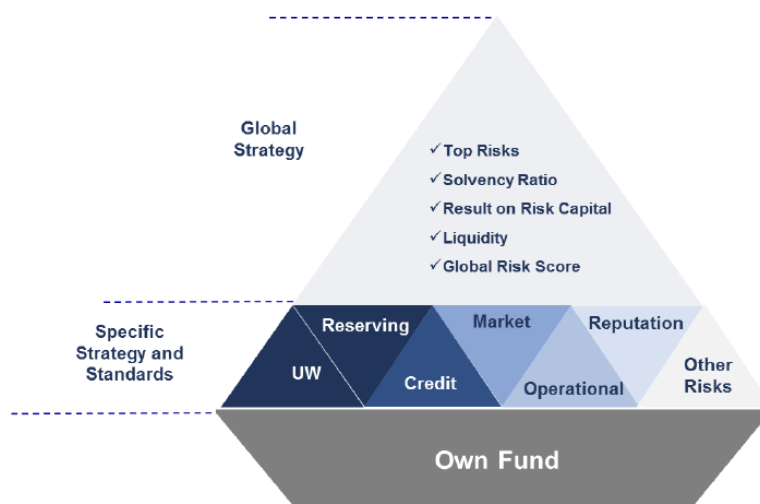 Global
Strategy
✓Top Risks
✓Solvency Ratio
✓Result on Risk Capital
✓Liquidity
✓Global Risk Score
Specific
Strategy and
Standards
UW
Reserving
Credit
Market
Operational
Reputation
Other
Risks
Own Fund